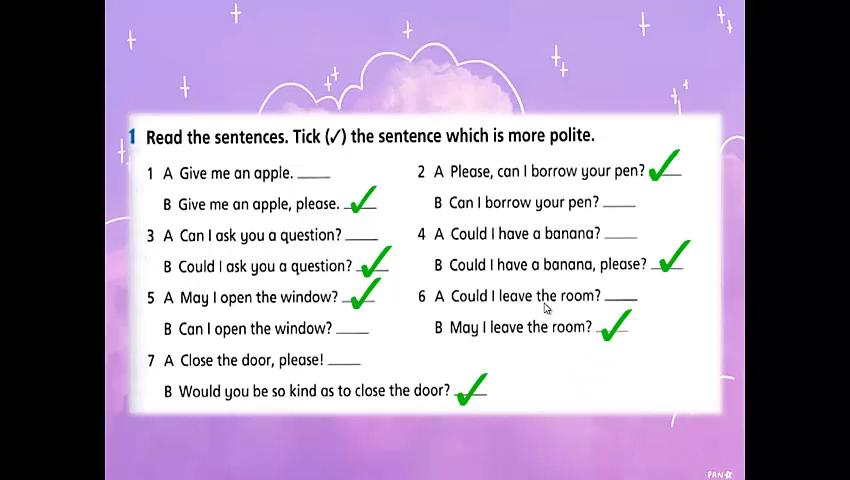 1 Read the sentences. Tick (✓) the sentence which is more polite.
1 A Give me an apple. ____
B Give me an apple, please. ✓
2 A Please, can I borrow your pen? ✓
B Can I borrow your pen? ____
3 A Can I ask you a question? ____
B Could I ask you a question? ✓
4 A Could I have a banana? ____
B Could I have a banana, please? ✓
5 A May I open the window? ✓
B Can I open the window? ____
6 A Could I leave the room? ____
B May I leave the room? ✓
7 A Close the door, please! ____
B Would you be so kind as to close the door? ✓
PAN☆